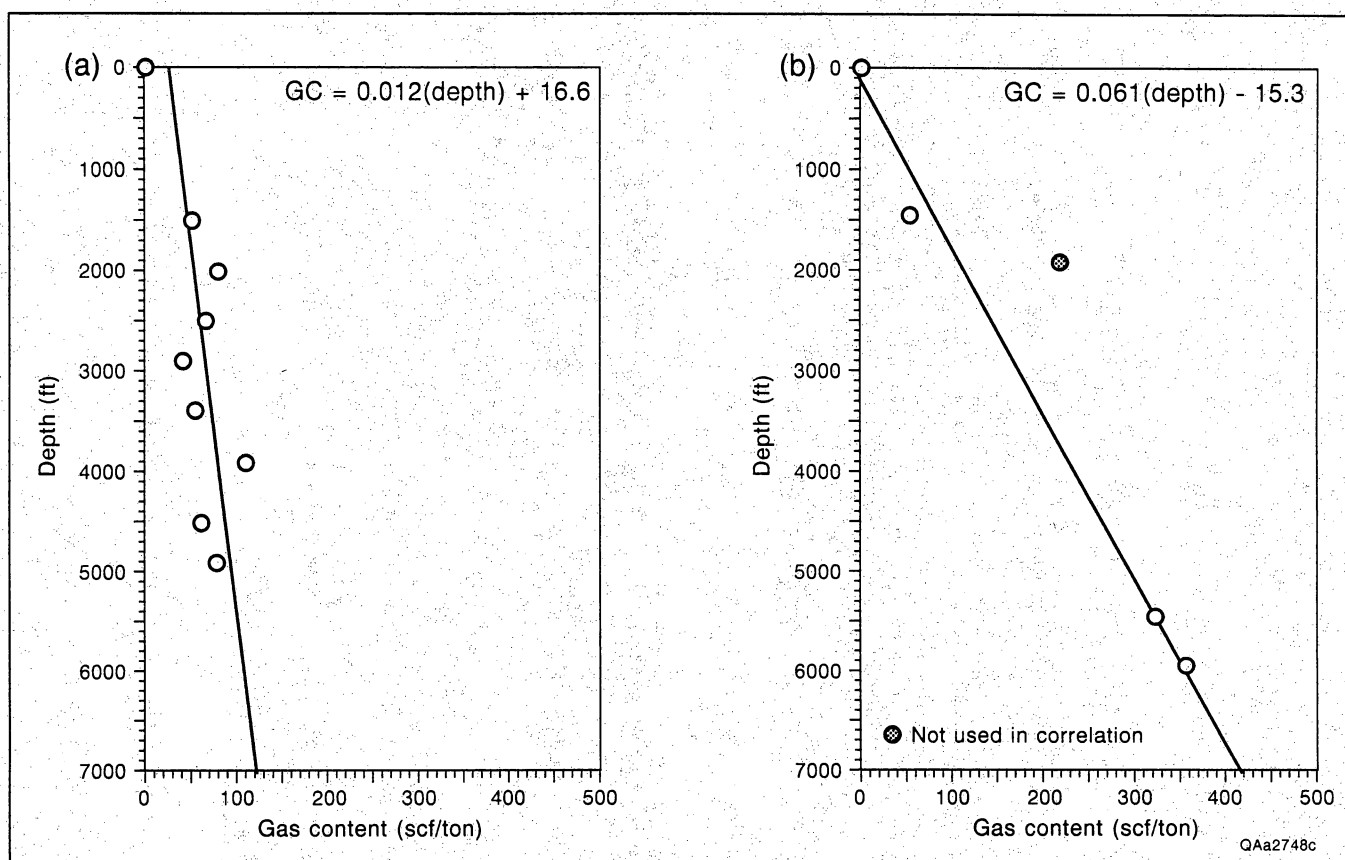 (a)
GC = 0.012(depth) + 16.6
0
1000
2000
3000
4000
5000
6000
7000
Depth (ft)
0 100 200 300 400 500
Gas content (scf/ton)
(b)
GC = 0.061(depth) - 15.3
0
1000
2000
3000
4000
5000
6000
7000
Depth (ft)
Not used in correlation
0 100 200 300 400 500
Gas content (scf/ton)
QAa2748c